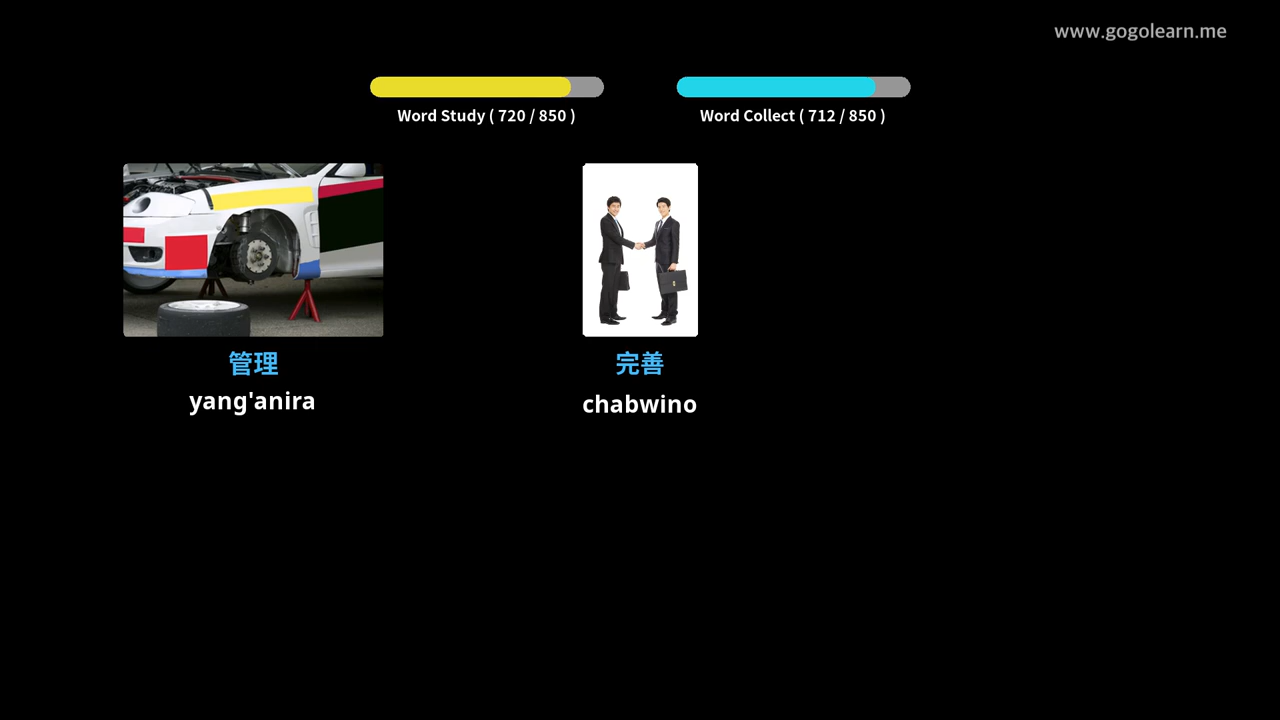 www.gogolearn.me
Word Study ( 720 / 850 )
Word Collect ( 712 / 850 )
管理
yang'anira
完善
chabwino